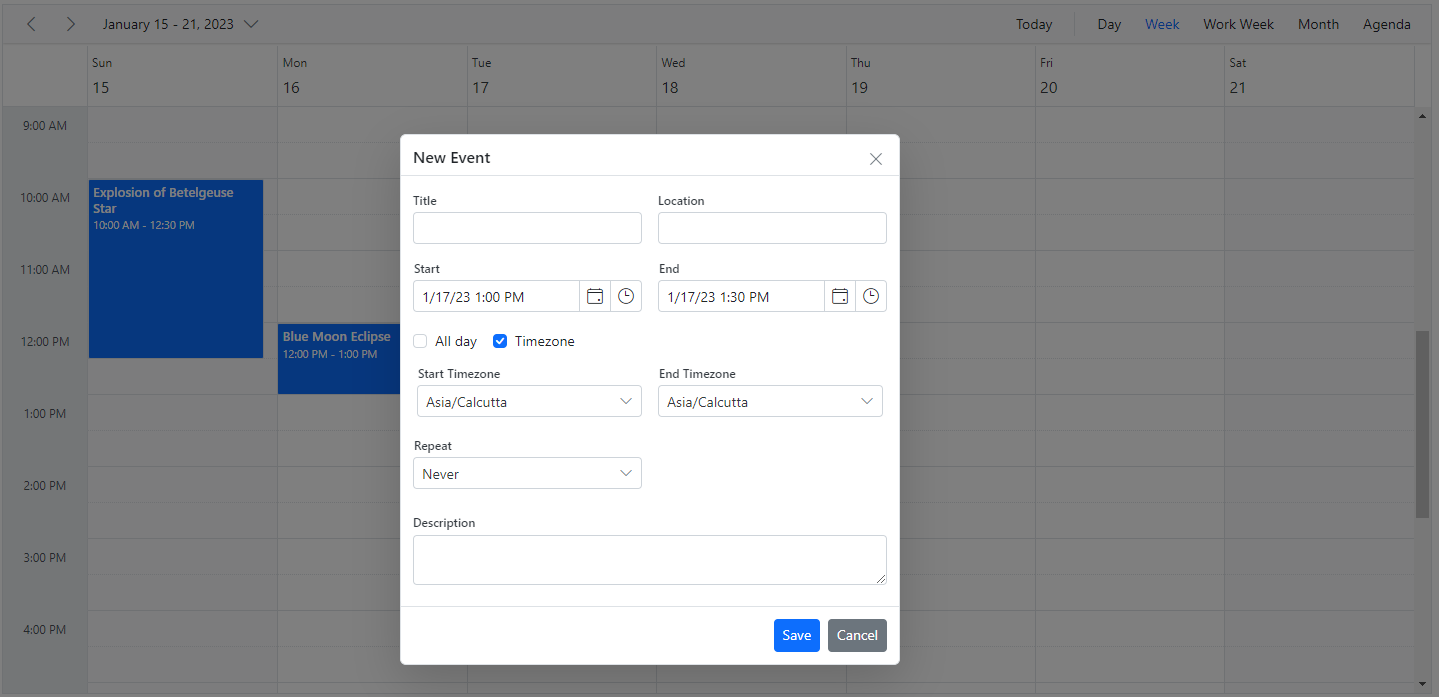 January 15 - 21, 2023 Today Day Week Work Week Month Agenda
Sun Mon Tue Wed Thu Fri Sat
15 16 17 18 19 20 21
9:00 AM
10:00 AM
11:00 AM
12:00 PM
1:00 PM
2:00 PM
3:00 PM
4:00 PM
Explosion of Betelgeuse
Star
10:00 AM - 12:30 PM
Blue Moon Eclipse
12:00 PM - 1:00 PM
New Event
Title Location
Start End
1/17/23 1:00 PM 1/17/23 1:30 PM
All day Timezone
Start Timezone End Timezone
Asia/Calcutta Asia/Calcutta
Repeat
Never
Description
Save Cancel